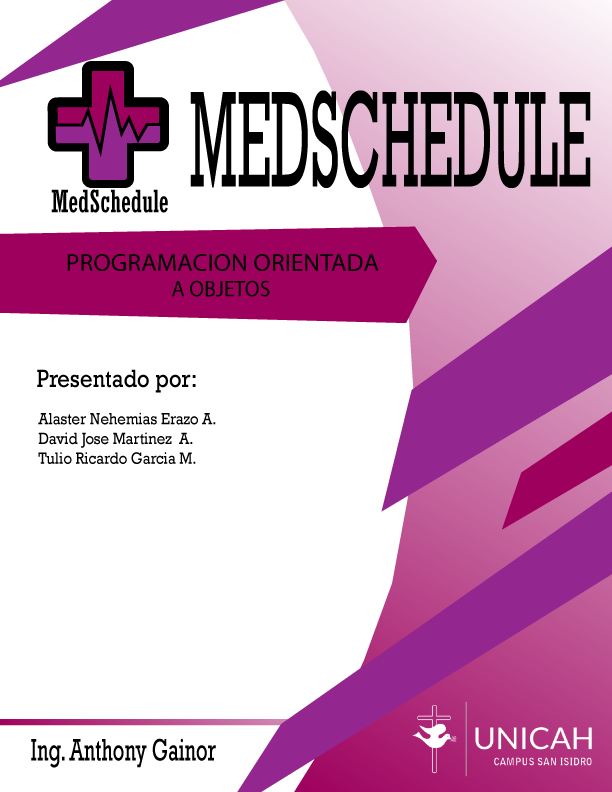 MEDSCHEDULE
MedSchedule
PROGRAMACION ORIENTADA
A OBJETOS
Presentado por:
Alaster Nehemias Erazo A.
David Jose Martinez A.
Tulio Ricardo Garcia M.
Ing. Anthony Gainor
UNICAH
CAMPUS SAN ISIDRO